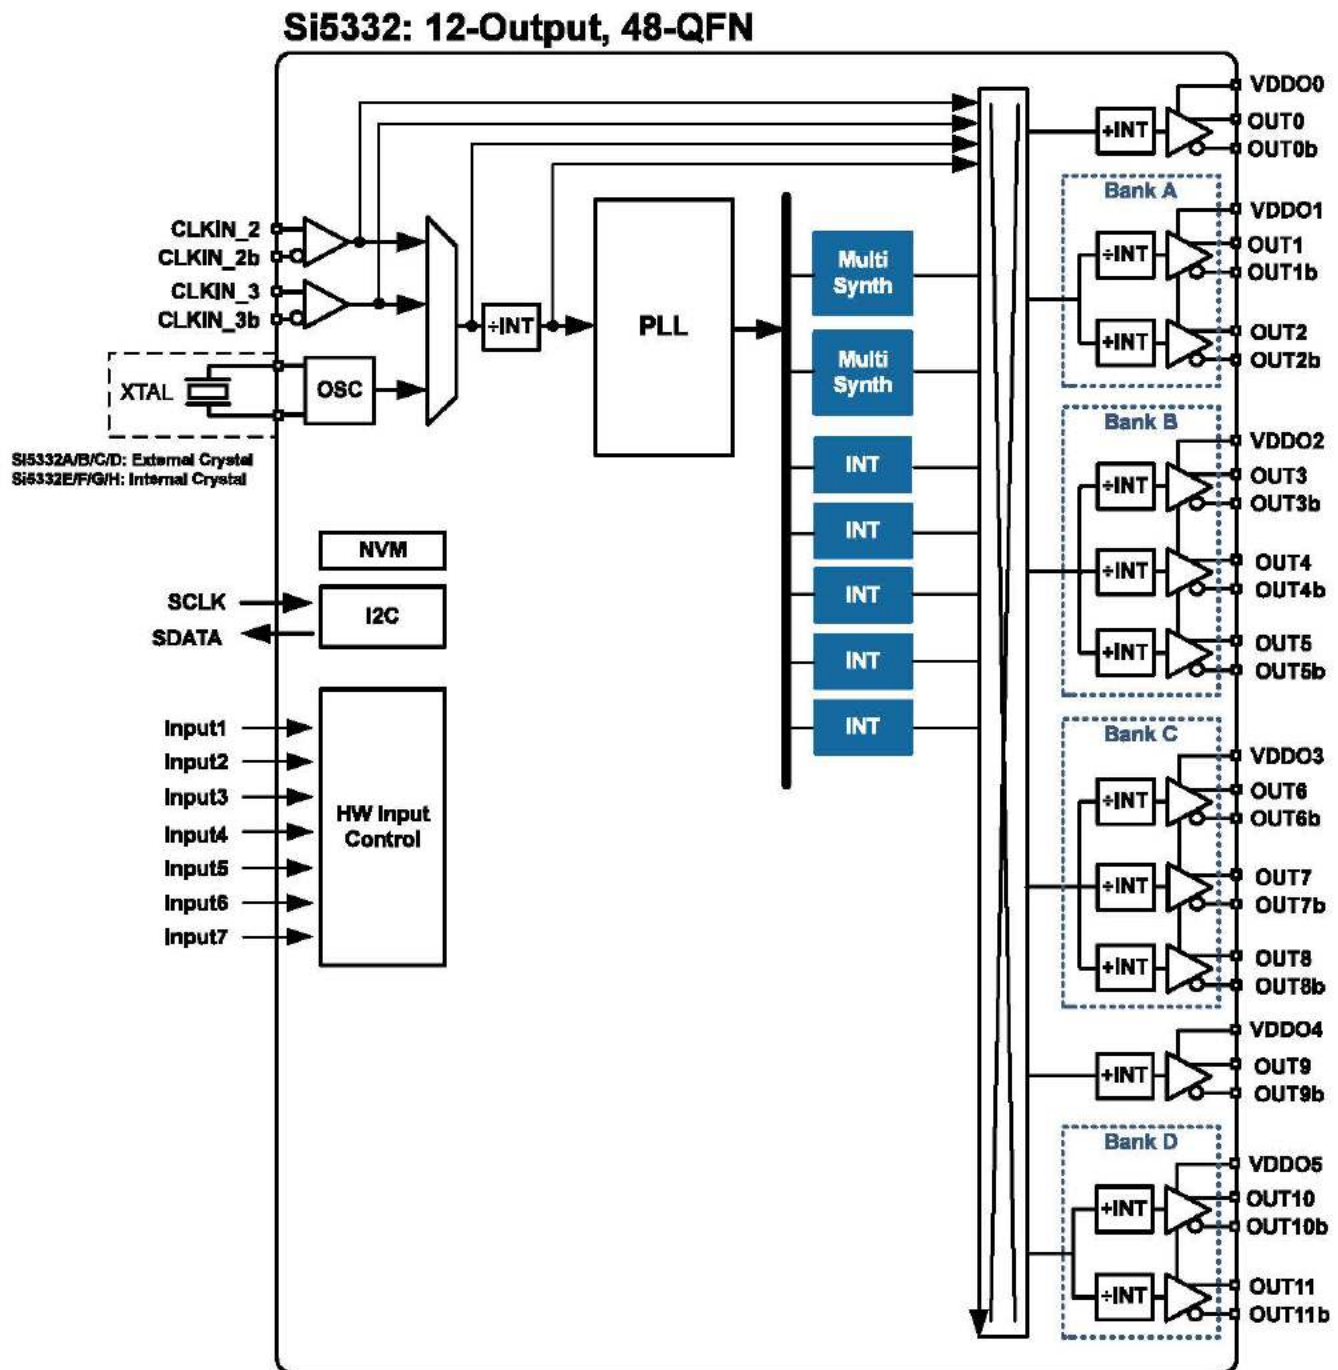 Si5332: 12-Output, 48-QFN
VDDO0
OUT0
÷INT
OUT0b
Bank A
VDDO1
CLKIN_2
OUT1
CLKIN_2b
÷INT
OUT1b
Multi
Synth
CLKIN_3
CLKIN_3b
÷INT
PLL
OUT2
÷INT
OUT2b
Multi
Synth
XTAL
OSC
Bank B
VDDO2
Si5332A/B/C/D: External Crystal
Si5332E/F/G/H: Internal Crystal
INT
OUT3
÷INT
OUT3b
INT
NVM
OUT4
÷INT
OUT4b
SCLK
I2C
SDATA
INT
OUT5
÷INT
OUT5b
INT
Input1
INT
Bank C
VDDO3
Input2
OUT6
Input3
÷INT
OUT6b
HW Input
Control
Input4
Input5
OUT7
÷INT
OUT7b
Input6
Input7
OUT8
÷INT
OUT8b
VDDO4
OUT9
÷INT
OUT9b
Bank D
VDDO5
OUT10
÷INT
OUT10b
OUT11
÷INT
OUT11b